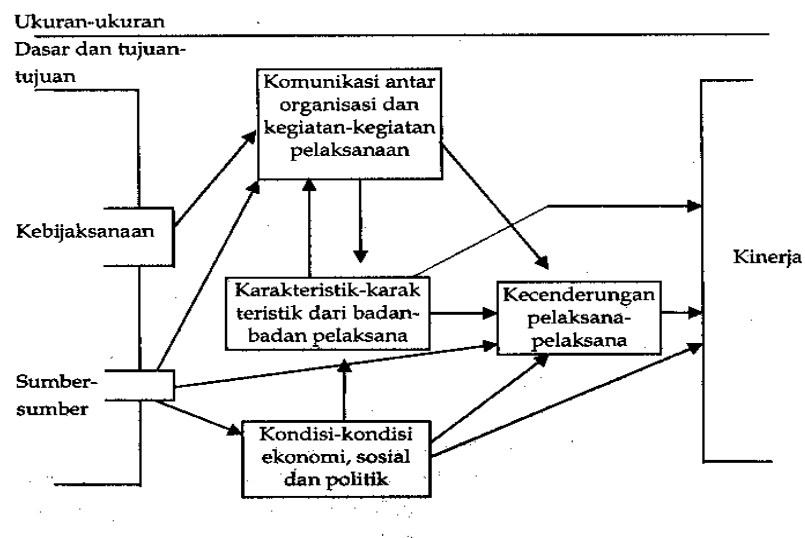 Ukuran-ukuran
Dasar dan tujuan-
tujuan
Komunikasi antar
organisasi dan
kegiatan-kegiatan
pelaksanaan
Kebijaksanaan
Kinerja
Karakteristik-karak
teristik dari badan-
badan pelaksana
Kecenderungan
pelaksana-
pelaksana
Sumber-
sumber
Kondisi-kondisi
ekonomi, sosial
dan politik